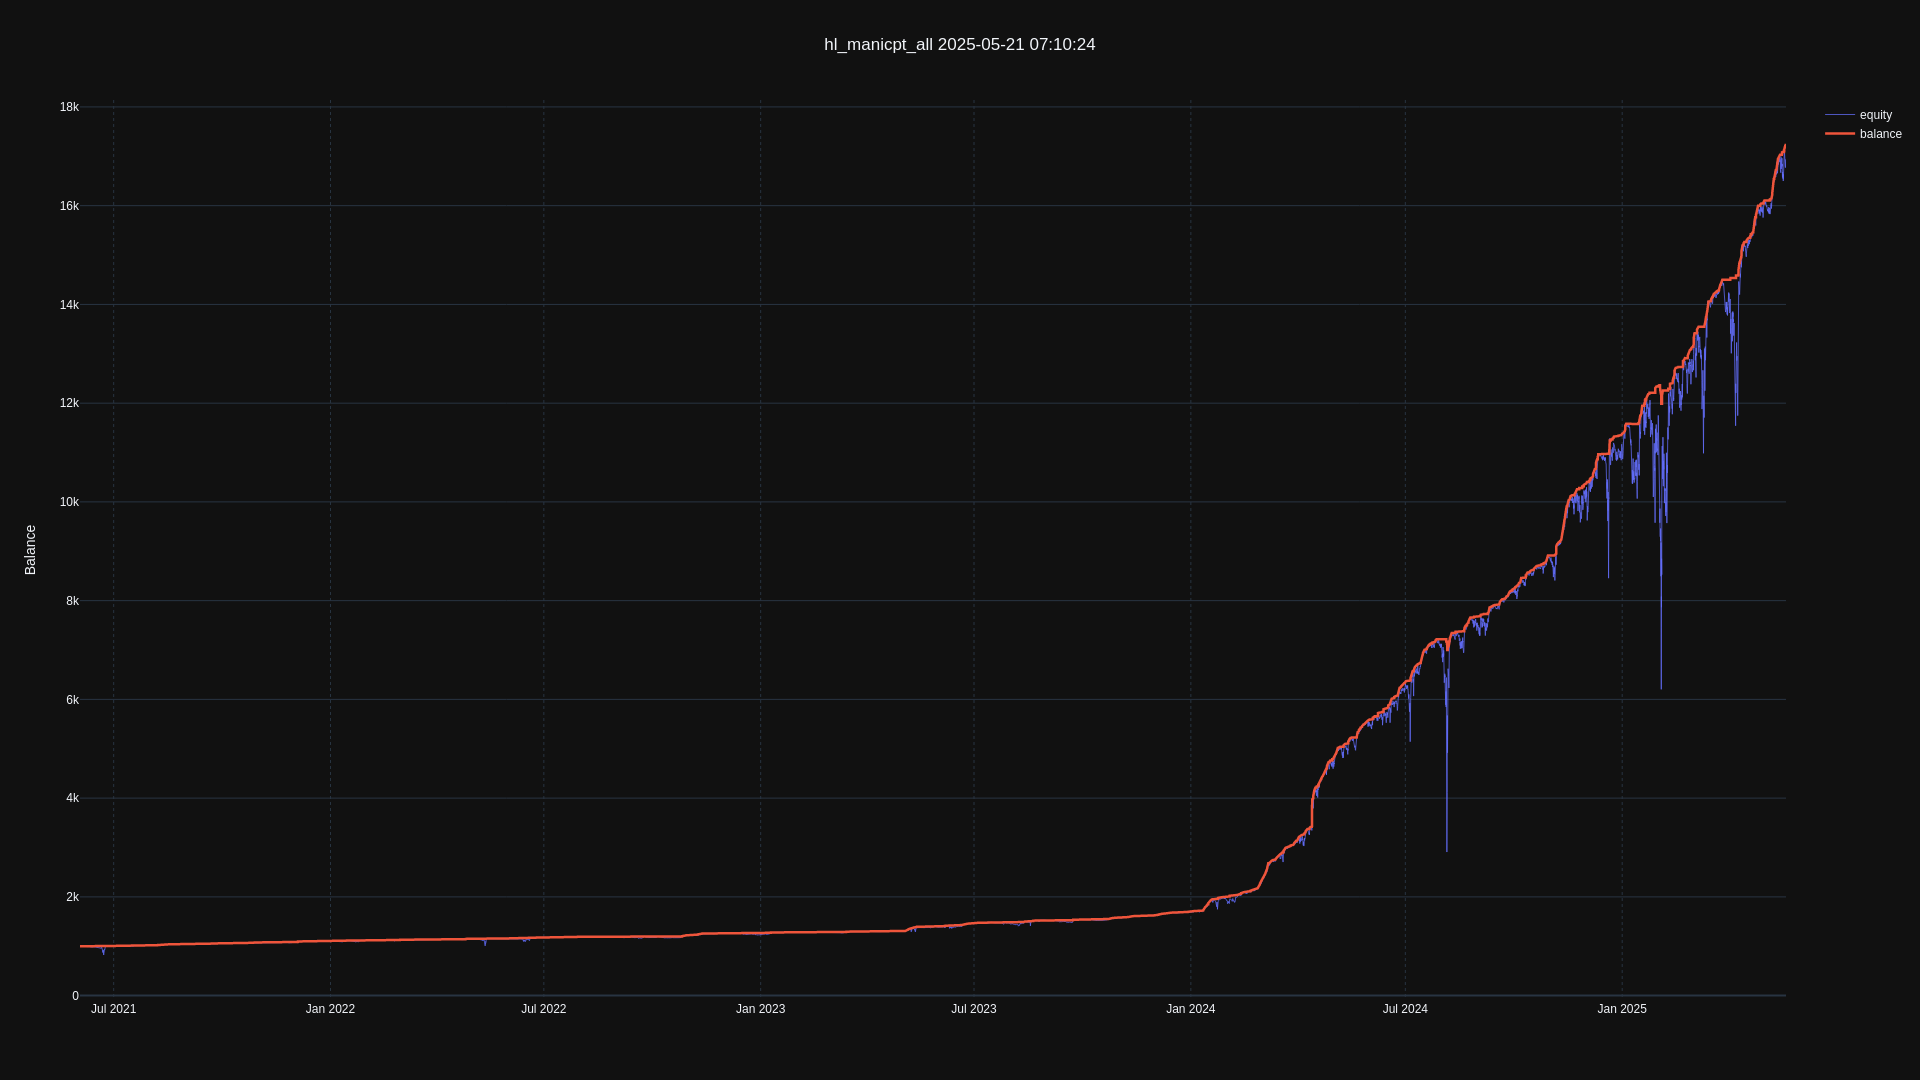 hl_manicpt_all 2025-05-21 07:10:24
equity
balance
Balance
18k
16k
14k
12k
10k
8k
6k
4k
2k
0
Jul 2021
Jan 2022
Jul 2022
Jan 2023
Jul 2023
Jan 2024
Jul 2024
Jan 2025